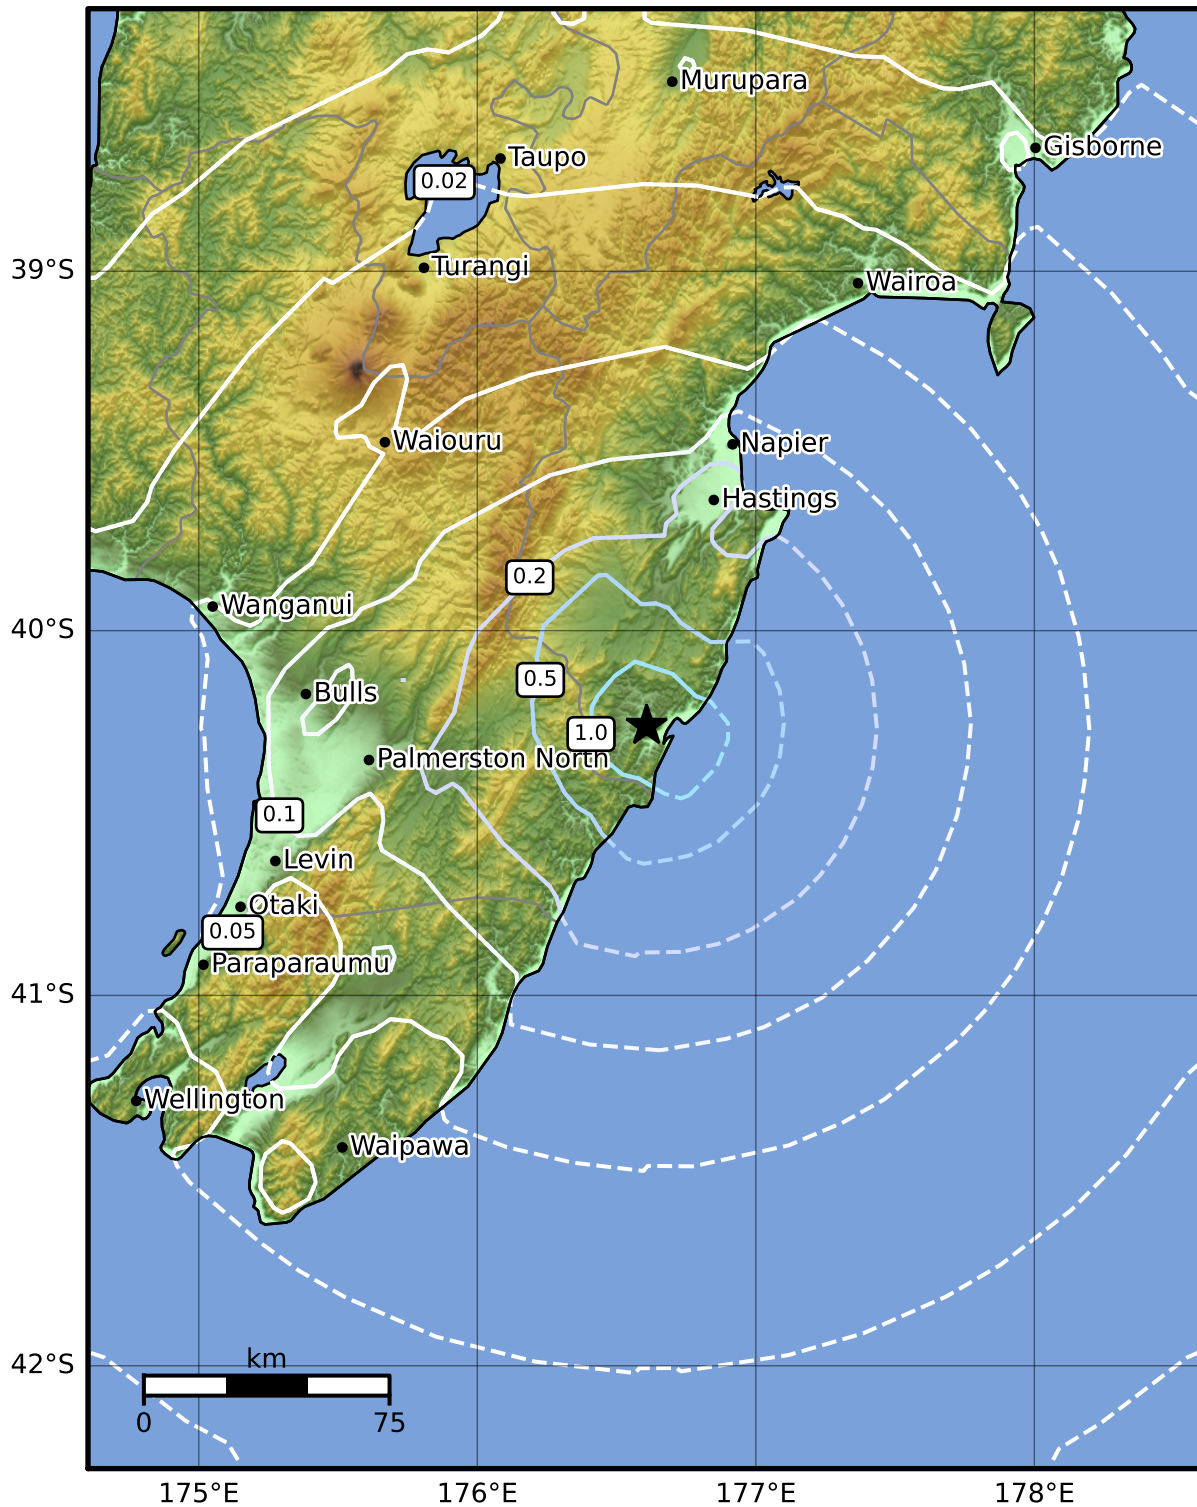 Murupara
Gisborne
Taupo
0.02
39°S
Turangi
Wairoa
Waiouru
Napier
Hastings
0.2
Wanganui
40°S
0.5
Bulls
1.0
Palmerston North
0.1
Levin
Otaki
0.05
Paraparaumu
41°S
Wellington
Waipawa
42°S
km
0
75
175°E
176°E
177°E
178°E